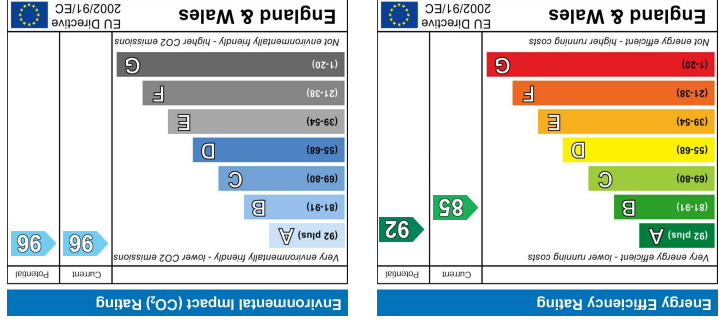 Energy Efficiency Rating
Current
Potential
Very energy efficient - lower running costs
(92 plus) A
(81-91) B
(69-80) C
(55-68) D
(39-54) E
(21-38) F
(1-20) G
85
92
Not energy efficient - higher running costs
England & Wales
EU Directive
2002/91/EC
Environmental Impact (CO₂) Rating
Current
Potential
Very environmentally friendly - lower CO2 emissions
(92 plus) A
(81-91) B
(69-80) C
(55-68) D
(39-54) E
(21-38) F
(1-20) G
96
96
Not environmentally friendly - higher CO2 emissions
England & Wales
EU Directive
2002/91/EC